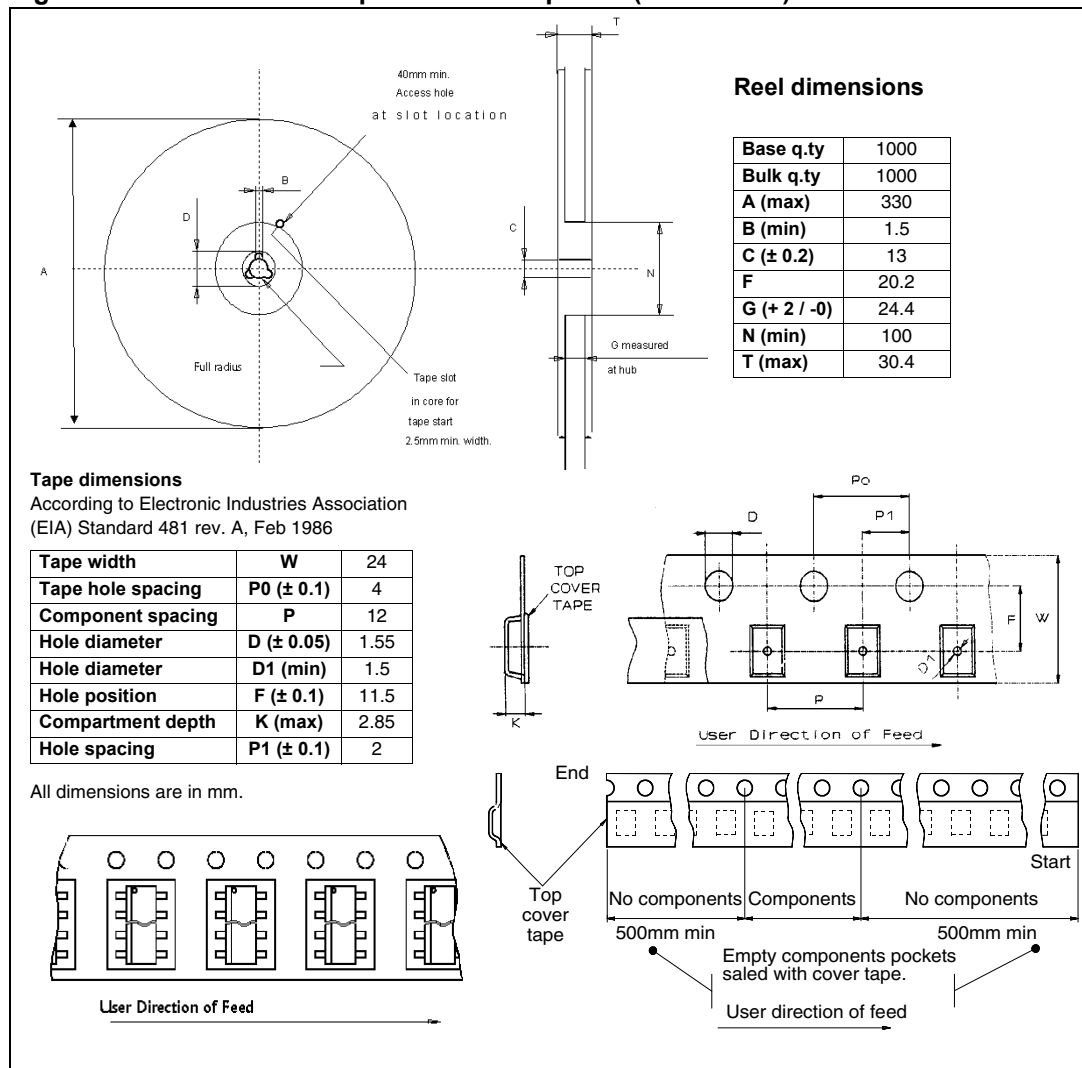 T
40mm min.
Access hole
at slot location
B
D
C
A
N
Full radius
G measured
at hub
Tape slot
in core for
tape start
2.5mm min. width.
Reel dimensions
Base q.ty 1000
Bulk q.ty 1000
A (max) 330
B (min) 1.5
C (± 0.2) 13
F 20.2
G (+ 2 / -0) 24.4
N (min) 100
T (max) 30.4
Tape dimensions
According to Electronic Industries Association
(EIA) Standard 481 rev. A, Feb 1986
Tape width W 24
Tape hole spacing P0 (± 0.1) 4
Component spacing P 12
Hole diameter D (± 0.05) 1.55
Hole diameter D1 (min) 1.5
Hole position F (± 0.1) 11.5
Compartment depth K (max) 2.85
Hole spacing P1 (± 0.1) 2
All dimensions are in mm.
Po
D
P1
TOP
COVER
TAPE
F
W
D1
K
P
User Direction of Feed
End
Start
Top
cover
tape
No components
Components
No components
500mm min
500mm min
Empty components pockets
saled with cover tape.
User direction of feed
User Direction of Feed